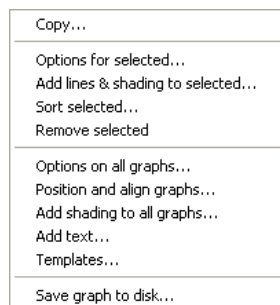 Copy...
Options for selected...
Add lines & shading to selected...
Sort selected...
Remove selected
Options on all graphs...
Position and align graphs...
Add shading to all graphs...
Add text...
Templates...
Save graph to disk...